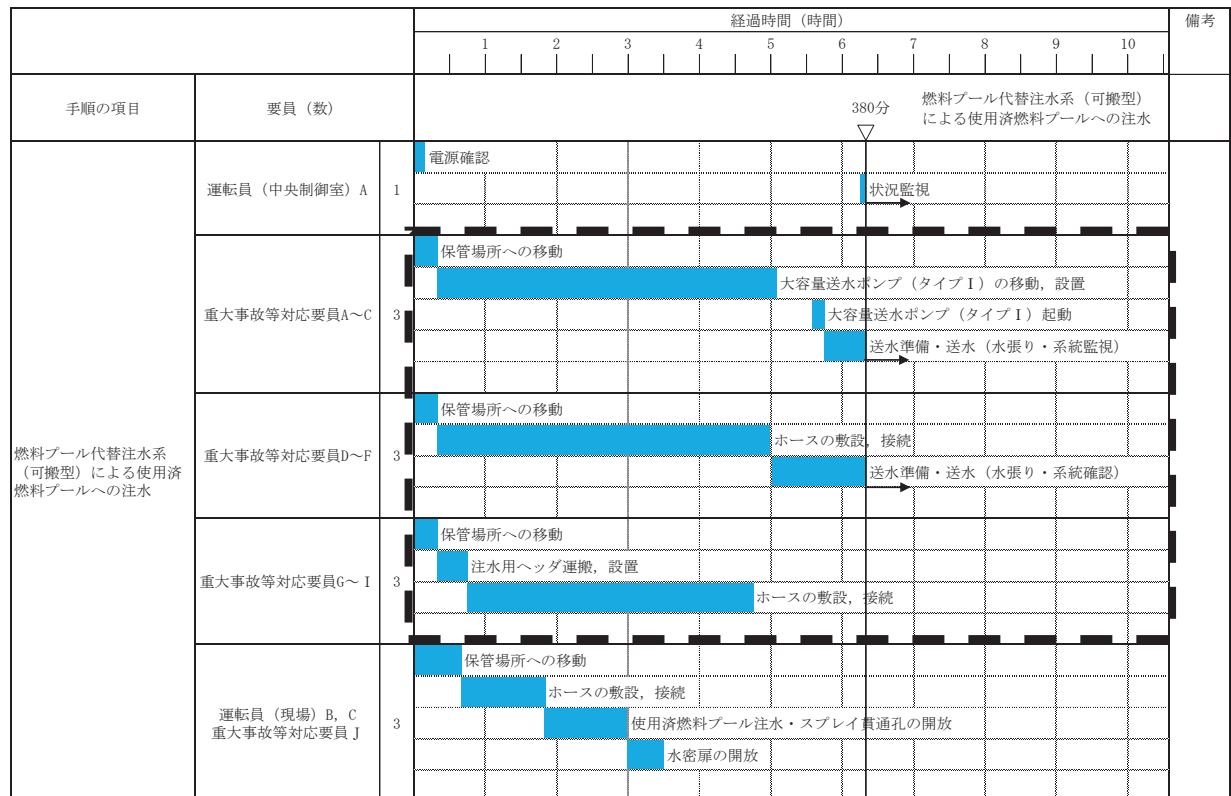 経過時間（時間）
備考
1 2 3 4 5 6 7 8 9 10
手順の項目
要員（数）
380分
燃料プール代替注水系（可搬型）
による使用済燃料プールへの注水
燃料プール代替注水系
（可搬型）による使用済
燃料プールへの注水
運転員（中央制御室）A
1
電源確認
状況監視
重大事故等対応要員A～C
3
保管場所への移動
大容量送水ポンプ（タイプⅠ）の移動，設置
大容量送水ポンプ（タイプⅠ）起動
送水準備・送水（水張り・系統監視）
重大事故等対応要員D～F
3
保管場所への移動
ホースの敷設，接続
送水準備・送水（水張り・系統確認）
重大事故等対応要員G～I
3
保管場所への移動
注水用ヘッダ運搬，設置
ホースの敷設，接続
運転員（現場）B，C
重大事故等対応要員J
3
保管場所への移動
ホースの敷設，接続
使用済燃料プール注水・スプレイ貫通孔の開放
水密扉の開放